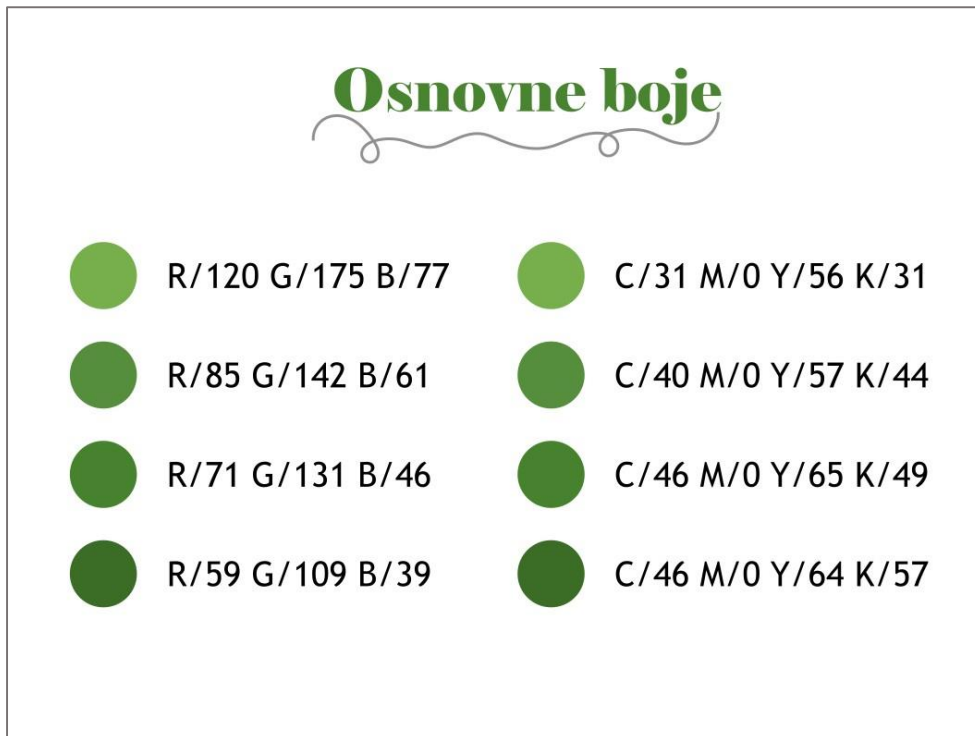 Osnovne boje
R/120 G/175 B/77
C/31 M/0 Y/56 K/31
R/85 G/142 B/61
C/40 M/0 Y/57 K/44
R/71 G/131 B/46
C/46 M/0 Y/65 K/49
R/59 G/109 B/39
C/46 M/0 Y/64 K/57